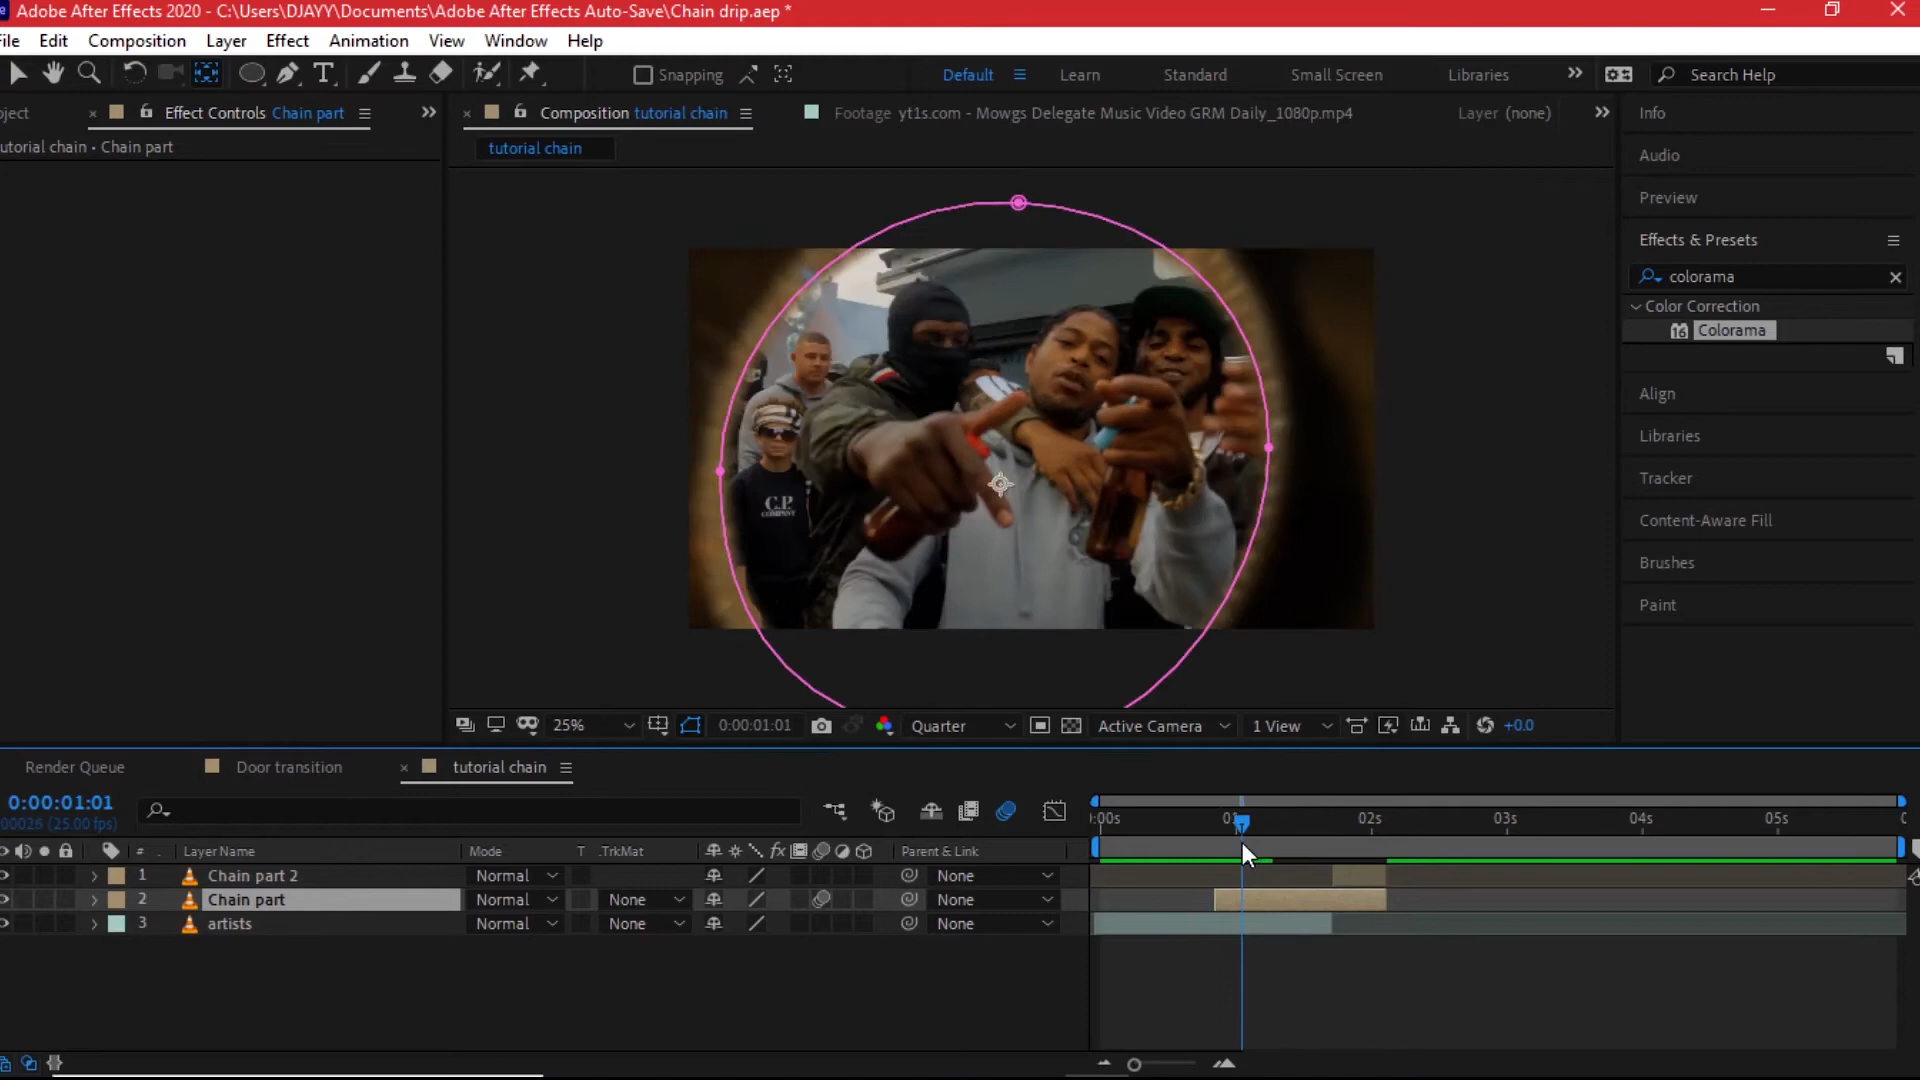 Adobe After Effects 2020 - C:\Users\DJAYY\Documents\Adobe After Effects Auto-Save\Chain drip.aep *
File Edit Composition Layer Effect Animation View Window Help
Snapping Default Learn Standard Small Screen Libraries Search Help
oject Effect Controls Chain part Composition tutorial chain Footage yt1s.com - Mowgs Delegate Music Video GRM Daily_1080p.mp4 Layer (none) Info
utorial chain • Chain part tutorial chain Audio
Preview
Effects & Presets
colorama
Color Correction
16 Colorama
Align
Libraries
Tracker
Content-Aware Fill
Brushes
Paint
C.P.
COMPANY
25% 0:00:01:01 Quarter Active Camera 1 View +0.0
Render Queue Door transition tutorial chain
0:00:01:01
00026 (25.00 fps)
:00s 01 02s 03s 04s 05s
# Layer Name Mode T .TrkMat fx Parent & Link
1 Chain part 2 Normal None
2 Chain part Normal None None
3 artists Normal None None